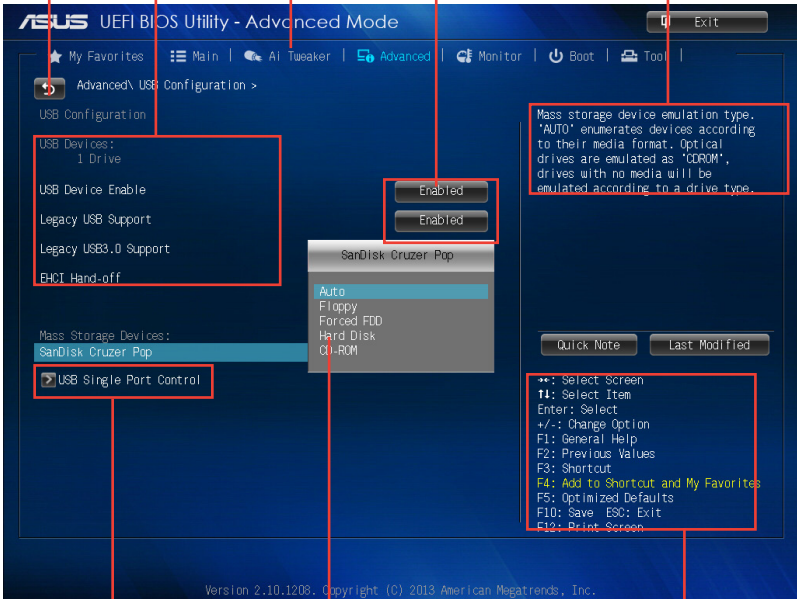 ASUS UEFI BIOS Utility - Advanced Mode
Exit
My Favorites Main Ai Tweaker Advanced Monitor Boot Tool
Advanced\ USB Configuration >
USB Configuration
USB Devices:
1 Drive
USB Device Enable Enabled
Legacy USB Support Enabled
Legacy USB3.0 Support
EHCI Hand-off
SanDisk Cruzer Pop
Auto
Floppy
Forced FDD
Hard Disk
CD-ROM
Mass Storage Devices:
SanDisk Cruzer Pop
USB Single Port Control
Mass storage device emulation type.
'AUTO' enumerates devices according
to their media format. Optical
drives are emulated as 'CDROM',
drives with no media will be
emulated according to a drive type.
Quick Note Last Modified
→←: Select Screen
↑↓: Select Item
Enter: Select
+/-: Change Option
F1: General Help
F2: Previous Values
F3: Shortcut
F4: Add to Shortcut and My Favorites
F5: Optimized Defaults
F10: Save ESC: Exit
F12: Print Screen
Version 2.10.1208. Copyright (C) 2013 American Megatrends, Inc.